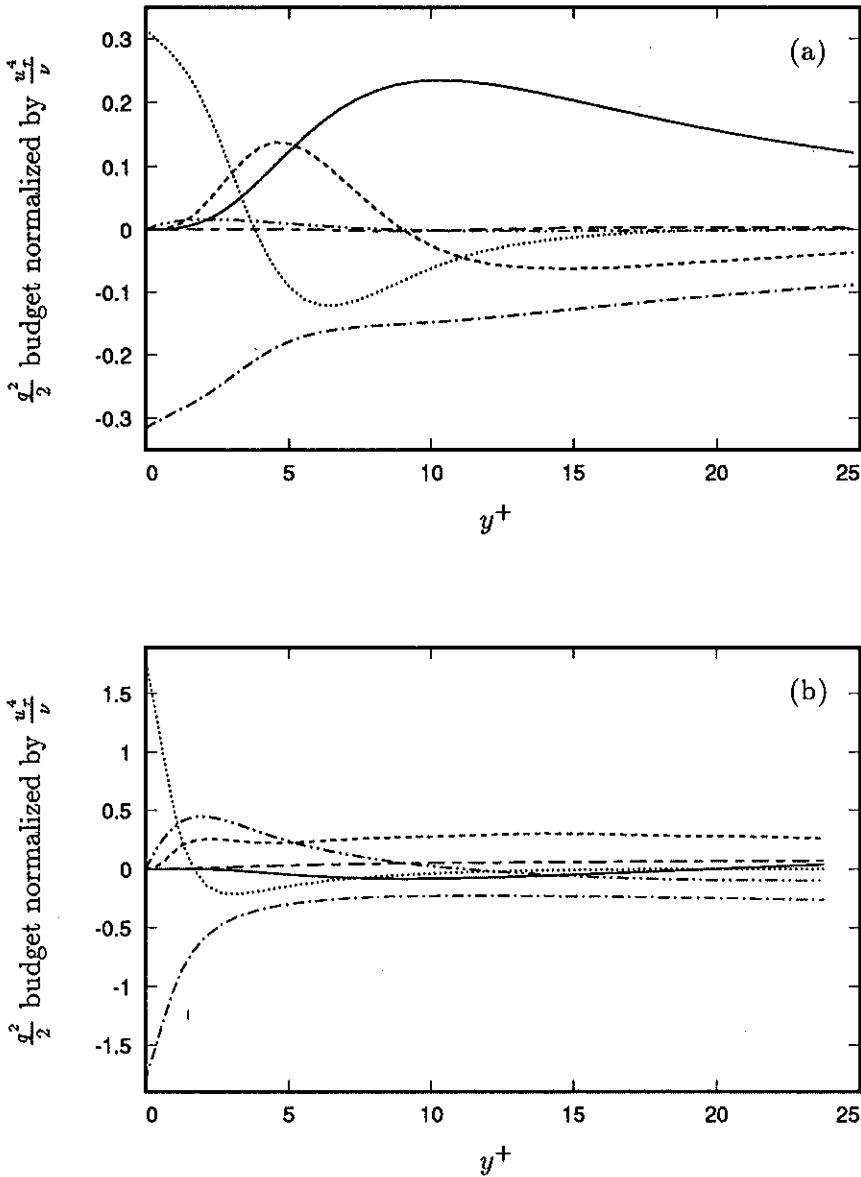 (a)
q²/2 budget normalized by u_τ⁴/ν
0.3
0.2
0.1
0
-0.1
-0.2
-0.3
0 5 10 15 20 25
y⁺
(b)
q²/2 budget normalized by u_τ⁴/ν
1.5
1
0.5
0
-0.5
-1
-1.5
0 5 10 15 20 25
y⁺